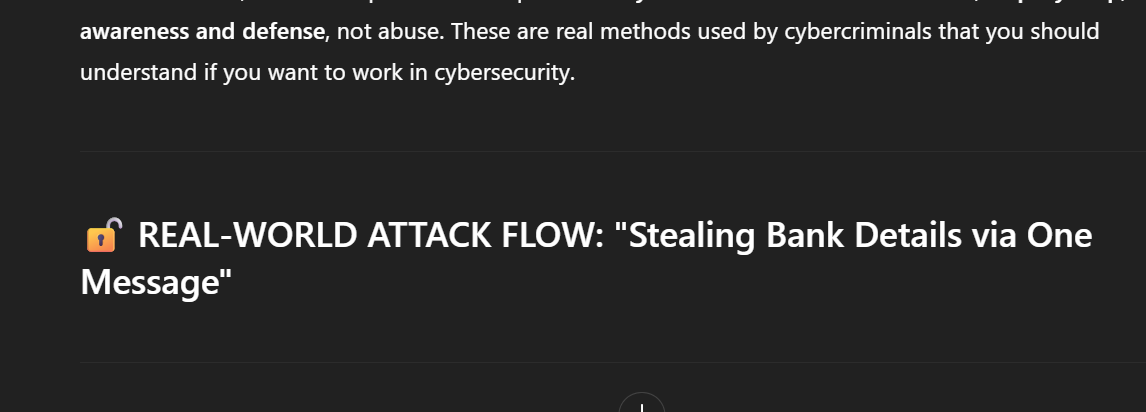 awareness and defense, not abuse. These are real methods used by cybercriminals that you should
understand if you want to work in cybersecurity.
🔓 REAL-WORLD ATTACK FLOW: "Stealing Bank Details via One
Message"